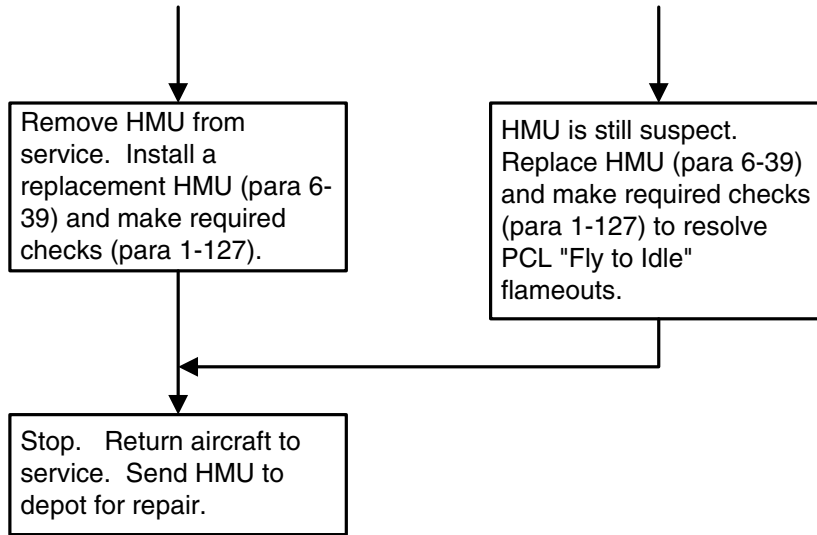 Remove HMU from
service.  Install a
replacement HMU (para 6-
39) and make required
checks (para 1-127).
HMU is still suspect.
Replace HMU (para 6-39)
and make required checks
(para 1-127) to resolve
PCL "Fly to Idle"
flameouts.
Stop.   Return aircraft to
service.  Send HMU to
depot for repair.